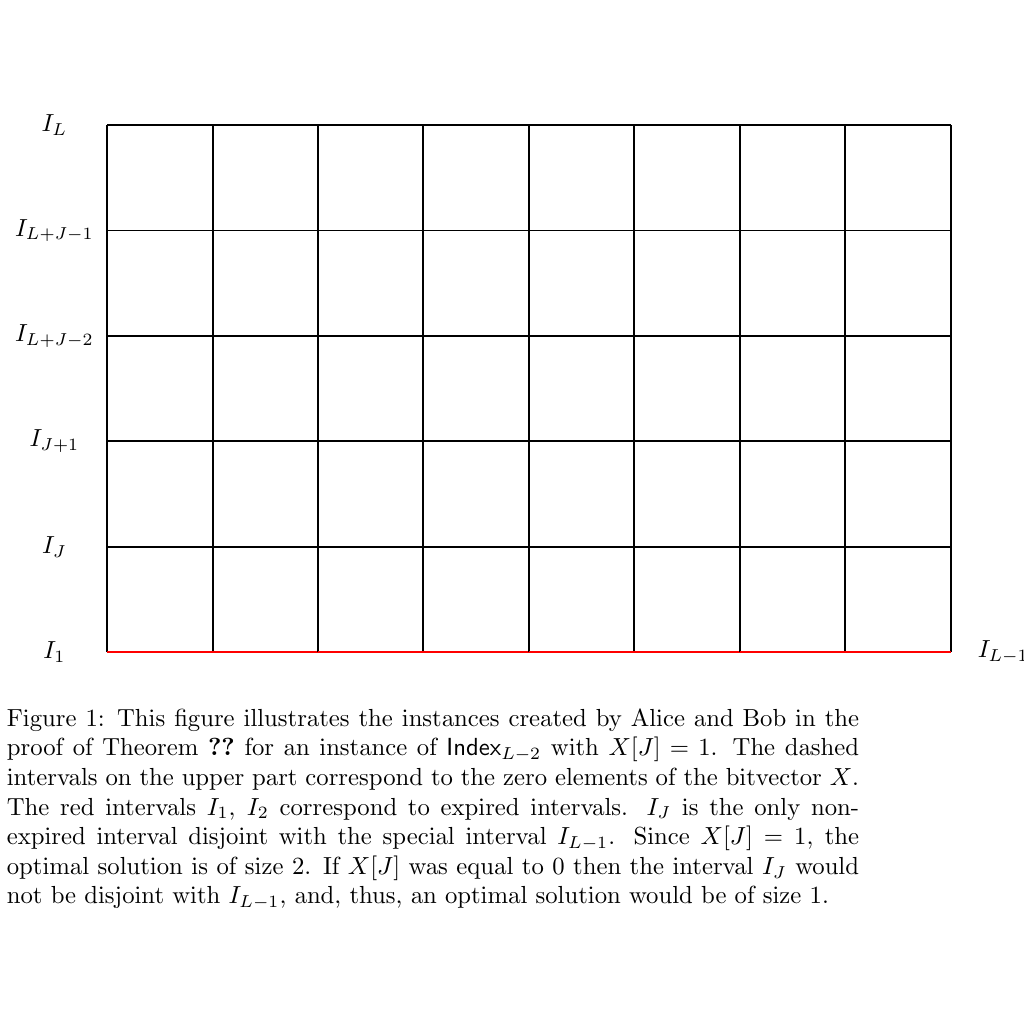 I_L
I_{L+J−1}
I_{L+J−2}
I_{J+1}
I_J
I_1 I_{L−1}
Figure 1: This figure illustrates the instances created by Alice and Bob in the
proof of Theorem ?? for an instance of Index_{L−2} with X[J] = 1. The dashed
intervals on the upper part correspond to the zero elements of the bitvector X.
The red intervals I_1, I_2 correspond to expired intervals. I_J is the only non-
expired interval disjoint with the special interval I_{L−1}. Since X[J] = 1, the
optimal solution is of size 2. If X[J] was equal to 0 then the interval I_J would
not be disjoint with I_{L−1}, and, thus, an optimal solution would be of size 1.